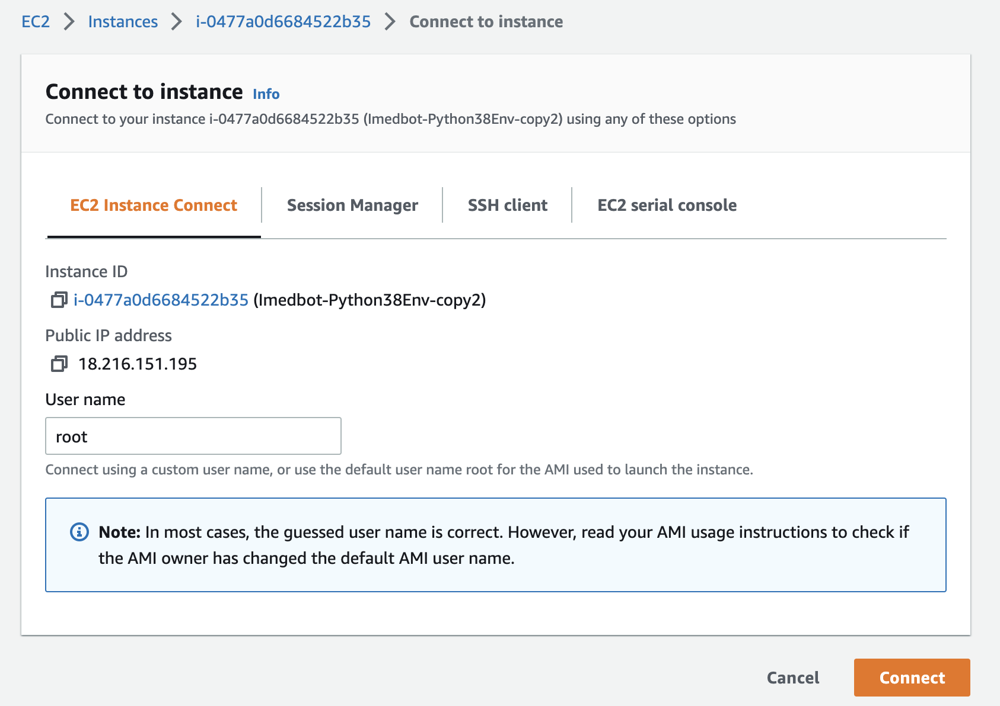 EC2 > Instances > i-0477a0d6684522b35 > Connect to instance
Connect to instance Info
Connect to your instance i-0477a0d6684522b35 (Imedbot-Python38Env-copy2) using any of these options
EC2 Instance Connect Session Manager SSH client EC2 serial console
Instance ID
i-0477a0d6684522b35 (Imedbot-Python38Env-copy2)
Public IP address
18.216.151.195
User name
root
Connect using a custom user name, or use the default user name root for the AMI used to launch the instance.
Note: In most cases, the guessed user name is correct. However, read your AMI usage instructions to check if
the AMI owner has changed the default AMI user name.
Cancel Connect